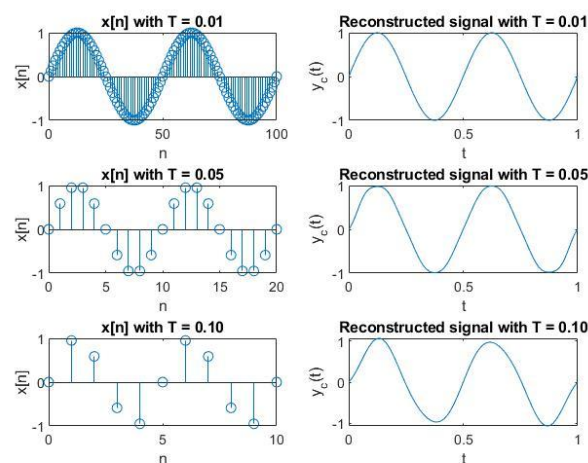 x[n] with T = 0.01
1
0
-1
x[n]
0
50
100
n
Reconstructed signal with T = 0.01
1
0
-1
y_c(t)
0
0.5
1
t
x[n] with T = 0.05
1
0
-1
x[n]
0
5
10
15
20
n
Reconstructed signal with T = 0.05
1
0
-1
y_c(t)
0
0.5
1
t
x[n] with T = 0.10
1
0
-1
x[n]
0
5
10
n
Reconstructed signal with T = 0.10
1
0
-1
y_c(t)
0
0.5
1
t